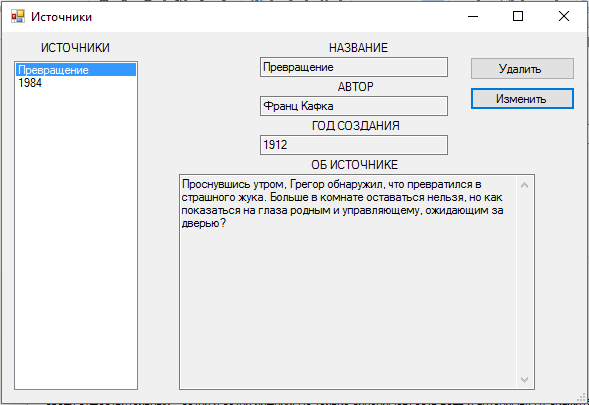 Источники
ИСТОЧНИКИ
Превращение
1984
НАЗВАНИЕ
Превращение
АВТОР
Франц Кафка
ГОД СОЗДАНИЯ
1912
ОБ ИСТОЧНИКЕ
Проснувшись утром, Грегор обнаружил, что превратился в
страшного жука. Больше в комнате оставаться нельзя, но как
показаться на глаза родным и управляющему, ожидающим за
дверью?
Удалить
Изменить